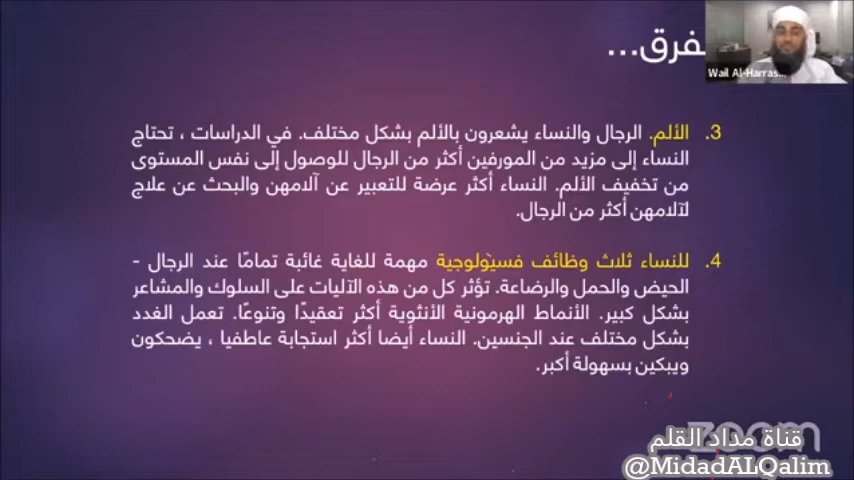 لفرق...
Wail Al-Harras...
3. الألم. الرجال والنساء يشعرون بالألم بشكل مختلف. في الدراسات ، تحتاج
النساء إلى مزيد من المورفين أكثر من الرجال للوصول إلى نفس المستوى
من تخفيف الألم. النساء أكثر عرضة للتعبير عن آلامهن والبحث عن علاج
لآلامهن أكثر من الرجال.
4. للنساء ثلاث وظائف فسيولوجية مهمة للغاية غائبة تمامًا عند الرجال -
الحيض والحمل والرضاعة. تؤثر كل من هذه الآليات على السلوك والمشاعر
بشكل كبير. الأنماط الهرمونية الأنثوية أكثر تعقيدًا وتنوعًا. تعمل الغدد
بشكل مختلف عند الجنسين. النساء أيضا أكثر استجابة عاطفيا ، يضحكون
ويبكين بسهولة أكبر.
zoom
قناة مداد القلم
@MidadALQalim